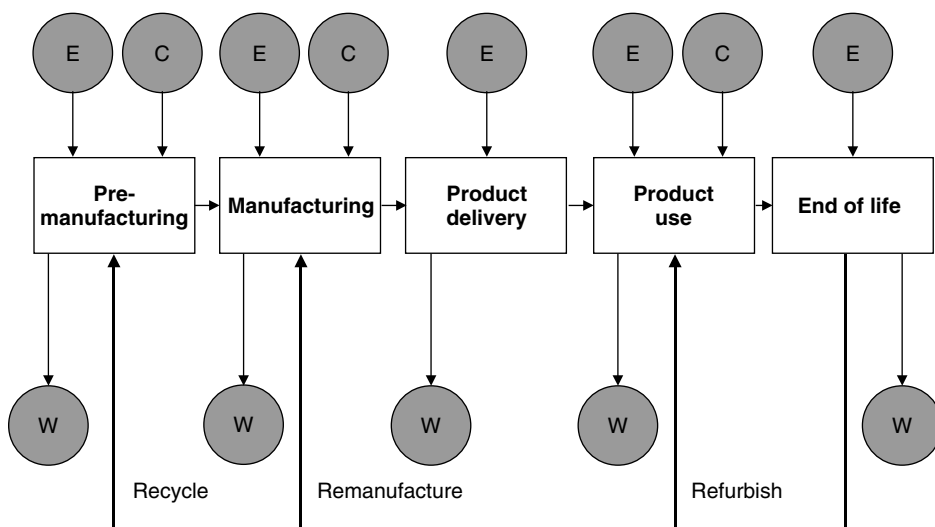 E C E C E E C E
Pre-
manufacturing
Manufacturing
Product
delivery
Product
use
End of life
W W W W W
Recycle Remanufacture Refurbish